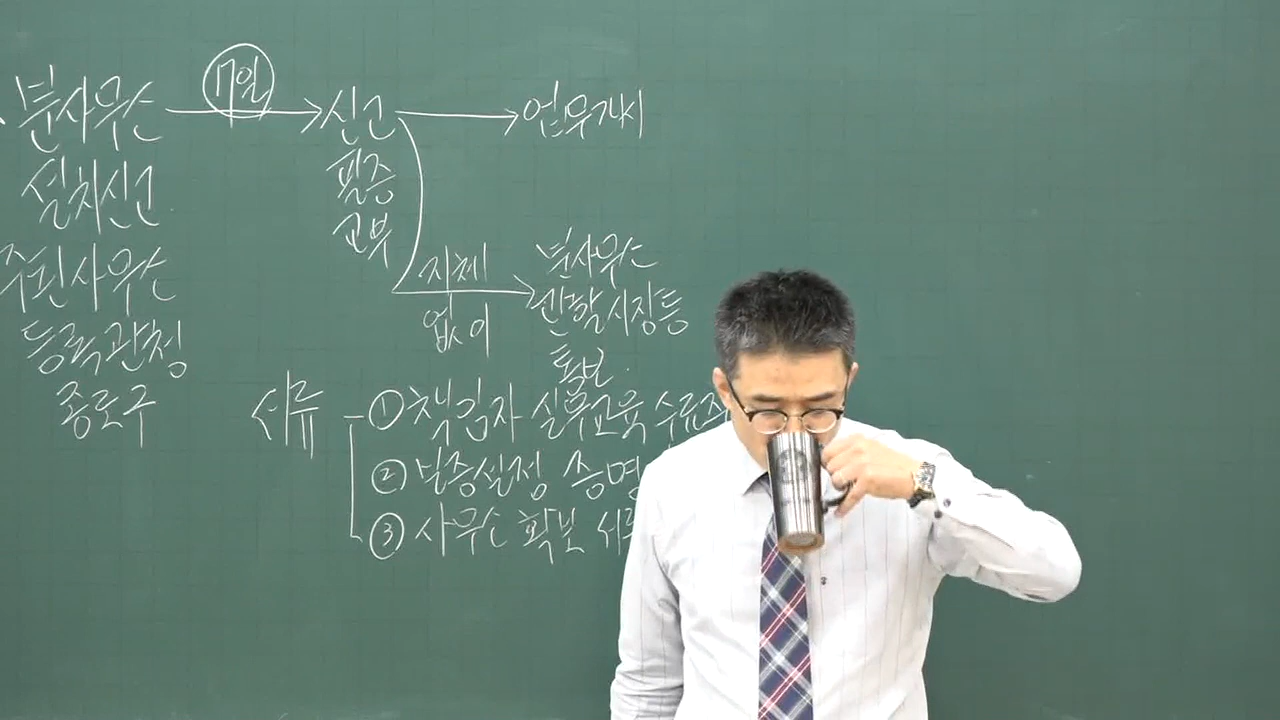 분사무소
설치신고
주된사무소
등록관청
종로구
7일
신고
필증
교부
업무개시
지체
없이
분사무소
관할시장등
통보.
서류
① 책임자 실무교육 수료증
② 보증설정 증명
③ 사무소 확보 서류